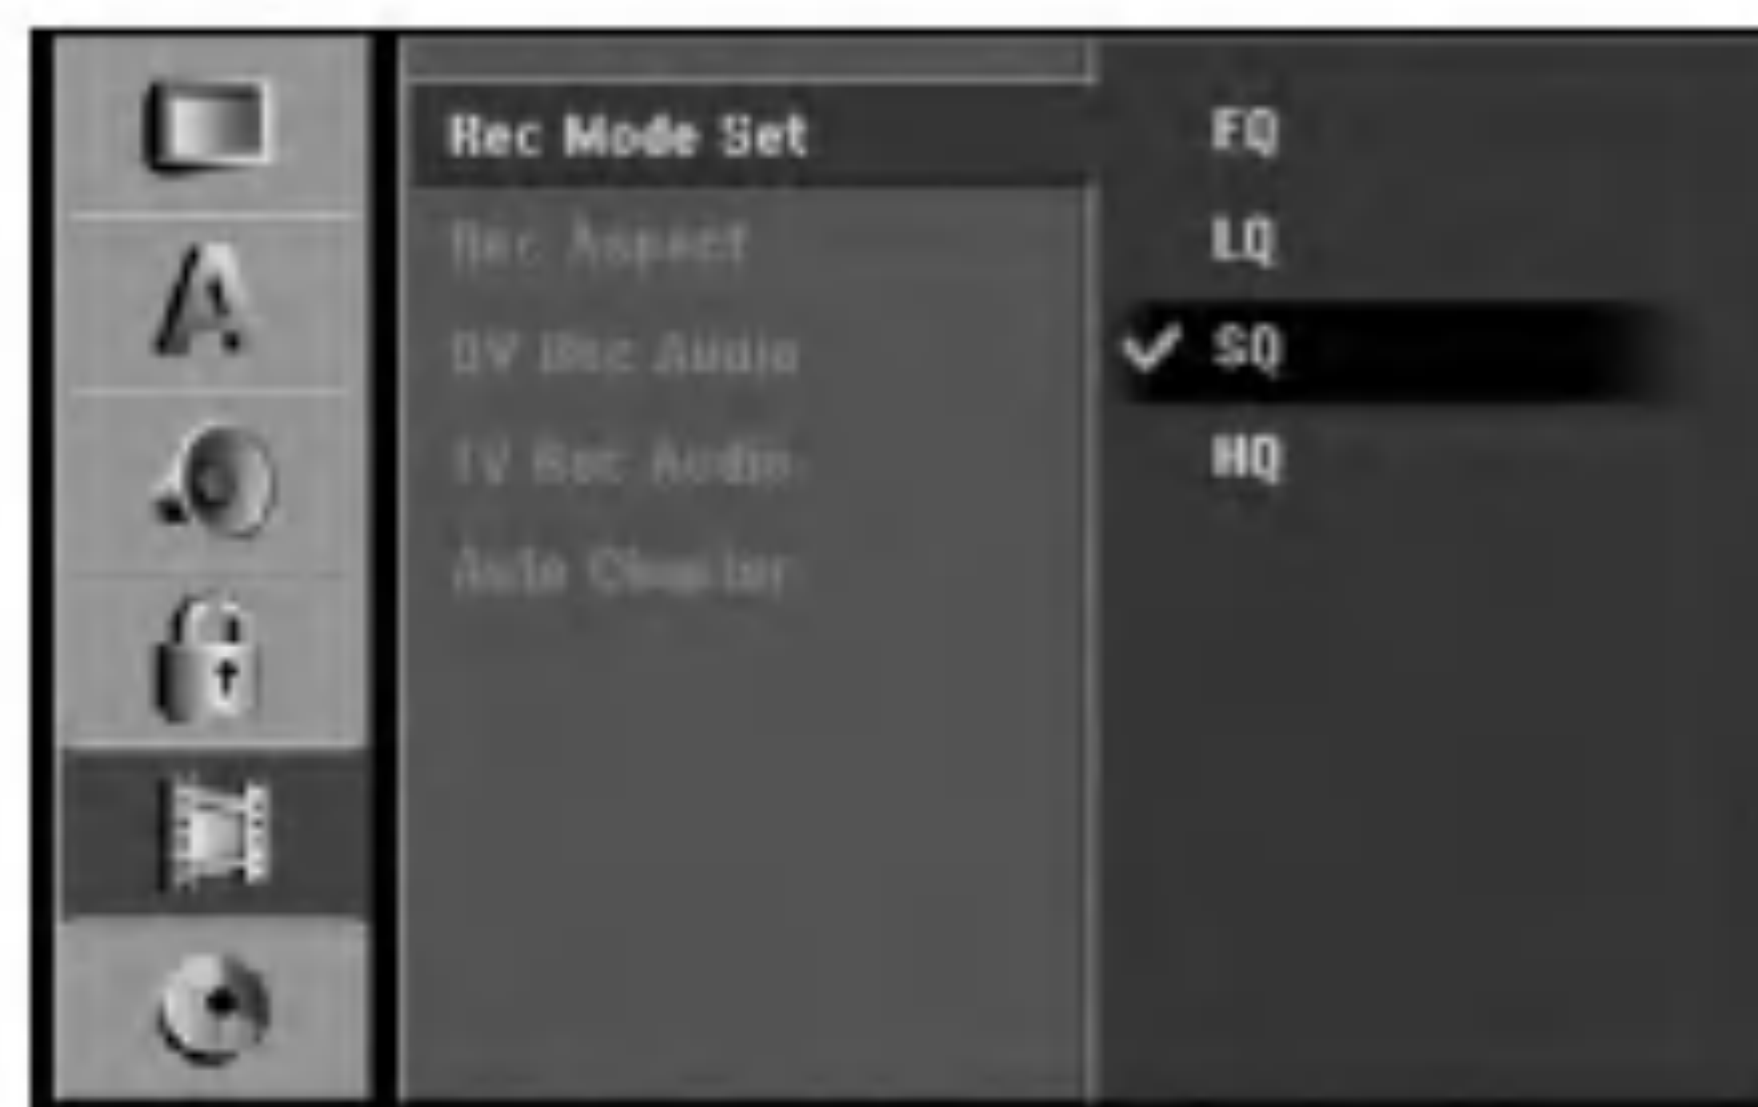 Rec Mode Set
Rec Aspect
DV Rec Audio
TV Rec Audio
Auto Chapter
FQ
LQ
SQ
HQ